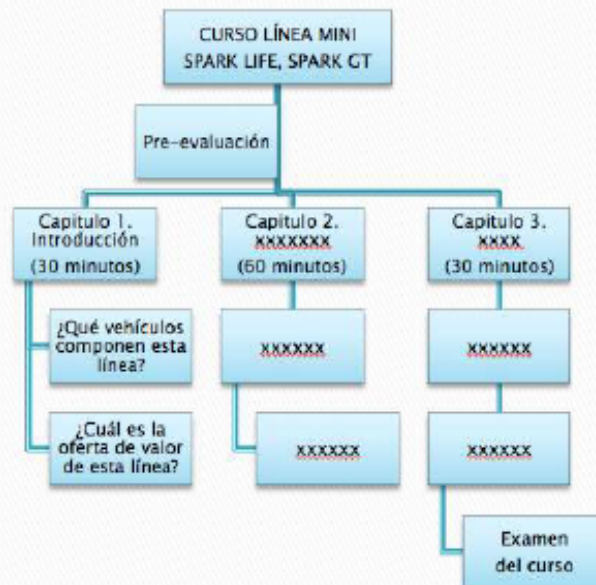 CURSO LÍNEA MINI
SPARK LIFE, SPARK GT
Pre-evaluación
Capitulo 1.
Introducción
(30 minutos)
Capitulo 2.
xxxxxxx
(60 minutos)
Capitulo 3.
xxxx
(30 minutos)
¿Qué vehículos
componen esta
línea?
xxxxxx
xxxxxx
¿Cuál es la
oferta de valor
de esta línea?
xxxxxx
xxxxxx
Examen
del curso